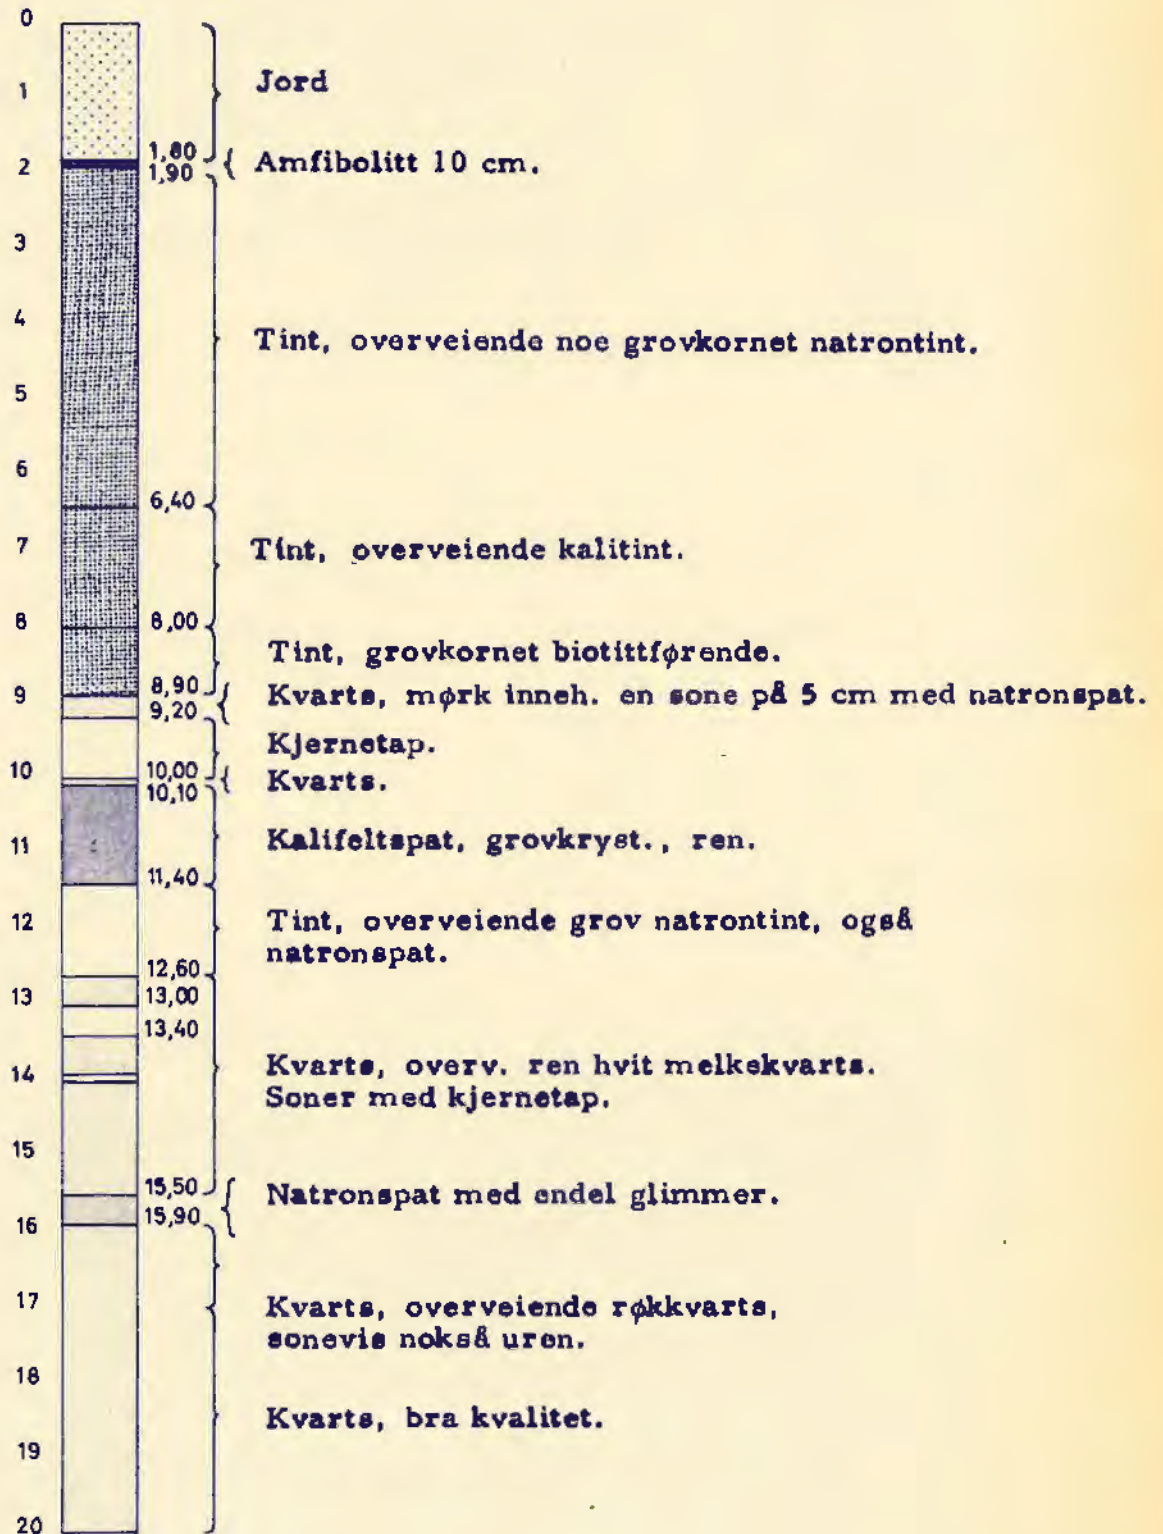 0
Jord
1
1,80
2
1,90
Amfibolitt 10 cm.
3
4
Tint, overveiende noe grovkornet natrontint.
5
6
6,40
7
Tint, overveiende kalitint.
8
8,00
Tint, grovkornet biotittførende.
8,90
9
Kvarts, mørk inneh. en sone på 5 cm med natronspat.
9,20
Kjernetap.
10
10,00
Kvarts.
10,10
11
Kalifeltspat, grovkryst., ren.
11,40
12
Tint, overveiende grov natrontint, også
natronspat.
12,60
13
13,00
13,40
14
Kvarts, overv. ren hvit melkekvarts.
Soner med kjernetap.
15
15,50
Natronspat med endel glimmer.
15,90
16
17
Kvarts, overveiende røkkvarts,
sonevis nokså uren.
18
Kvarts, bra kvalitet.
19
20